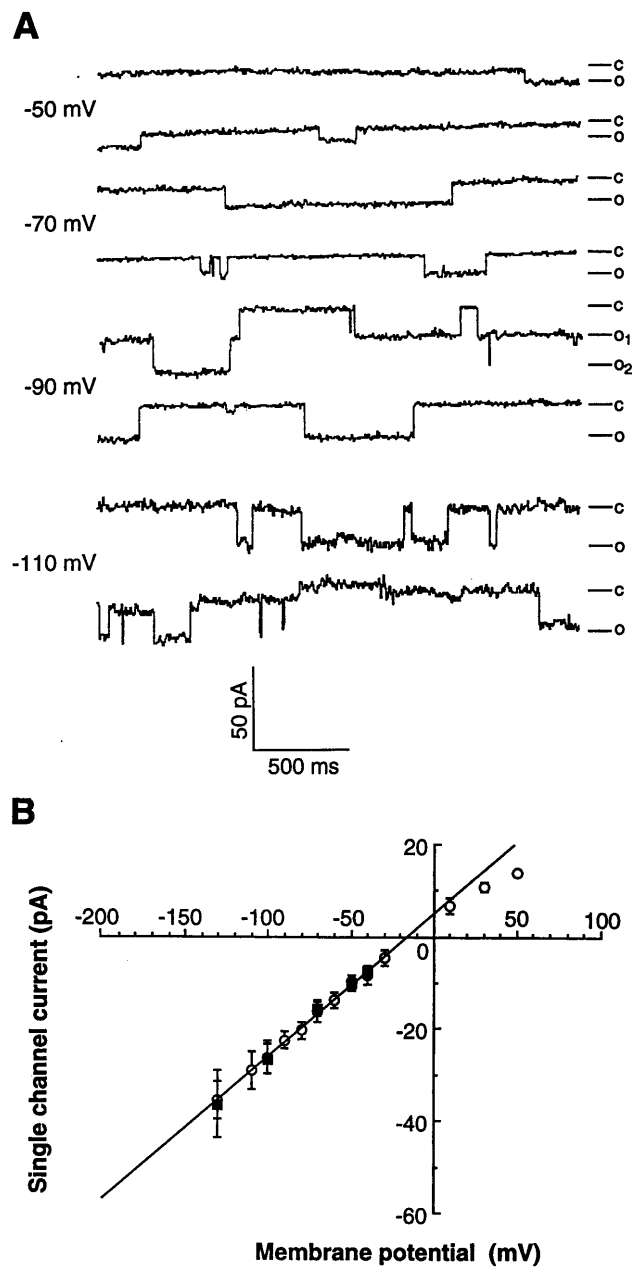 A
c
o
-50 mV
c
o
c
o
-70 mV
c
o
c
o1
o2
-90 mV
c
o
c
o
-110 mV
c
o
50 pA
500 ms
B
20
-200 -150 -100 -50 0 50 100
-20
-40
-60
Single channel current (pA)
Membrane potential (mV)